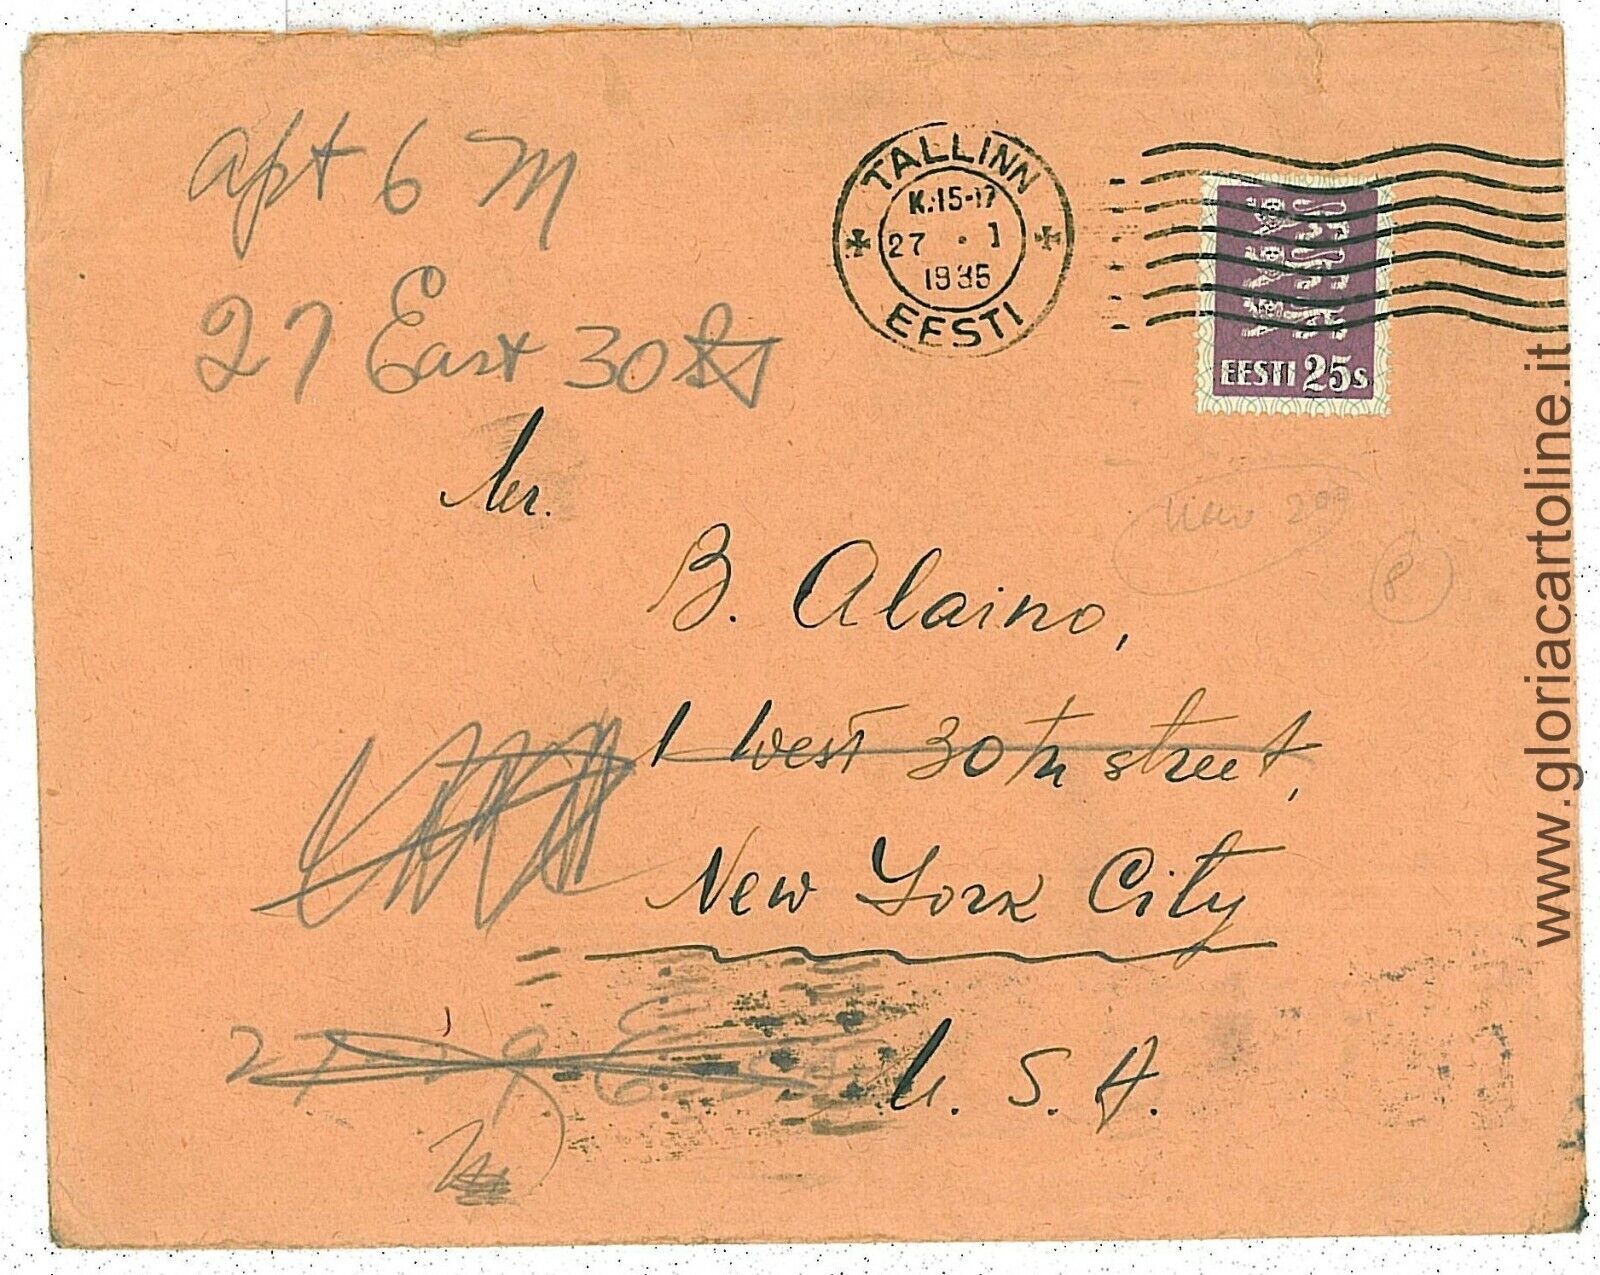 apt 6 M
27 East 30 St
TALLINN
K.15-17
27 . I
1935
EESTI
EESTI 25s
Mr.
B. Alaino,
1 West 30th street,
New York City
U. S. A.
8
www.gloriacartoline.it